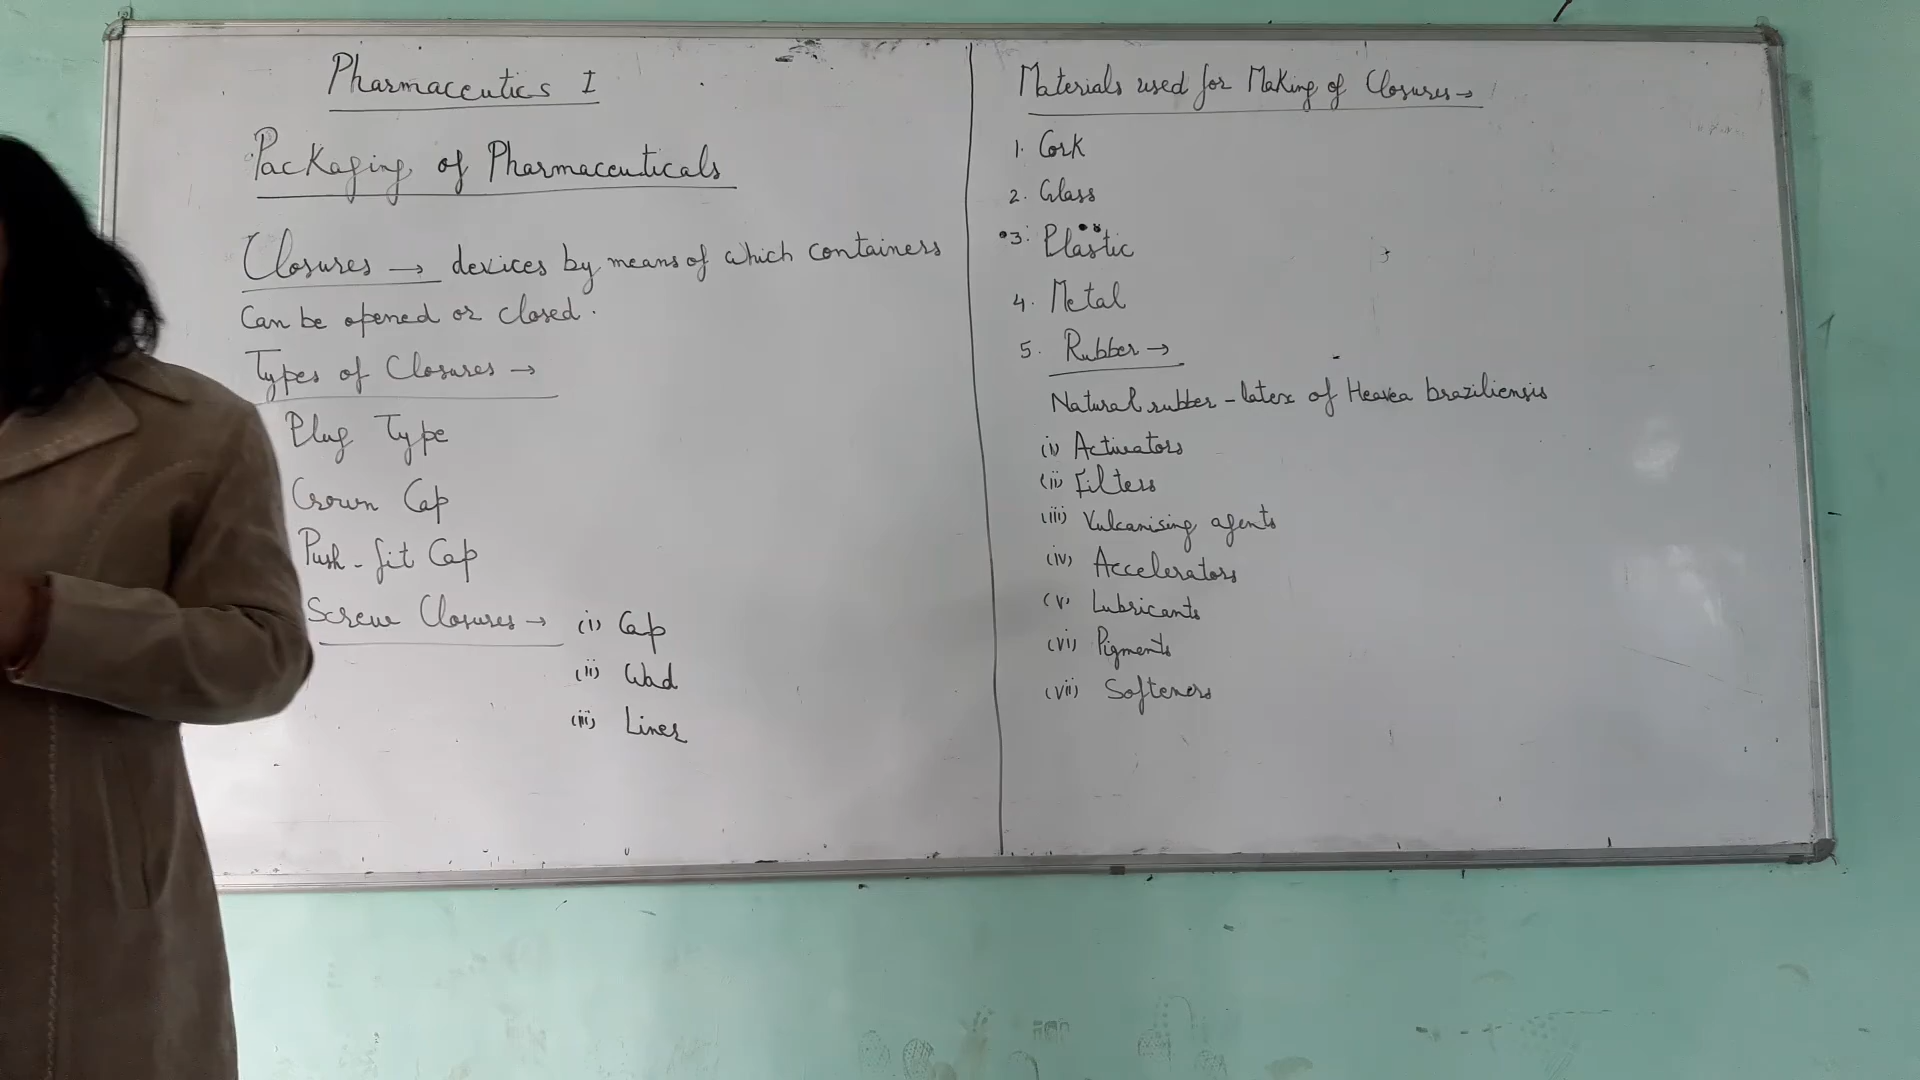 Pharmaceutics I
Packaging of Pharmaceuticals
Closures → devices by means of which containers
can be opened or closed.
Types of Closures →
Plug Type
Crown Cap
Push-fit Cap
Screw Closures → (i) Cap
(ii) Wad
(iii) Liner
Materials used for Making of Closures →
1. Cork
2. Glass
3. Plastic
4. Metal
5. Rubber →
Natural rubber - latex of Heavea braziliensis
(i) Activators
(ii) Filters
(iii) Vulcanising agents
(iv) Accelerators
(v) Lubricants
(vi) Pigments
(vii) Softeners